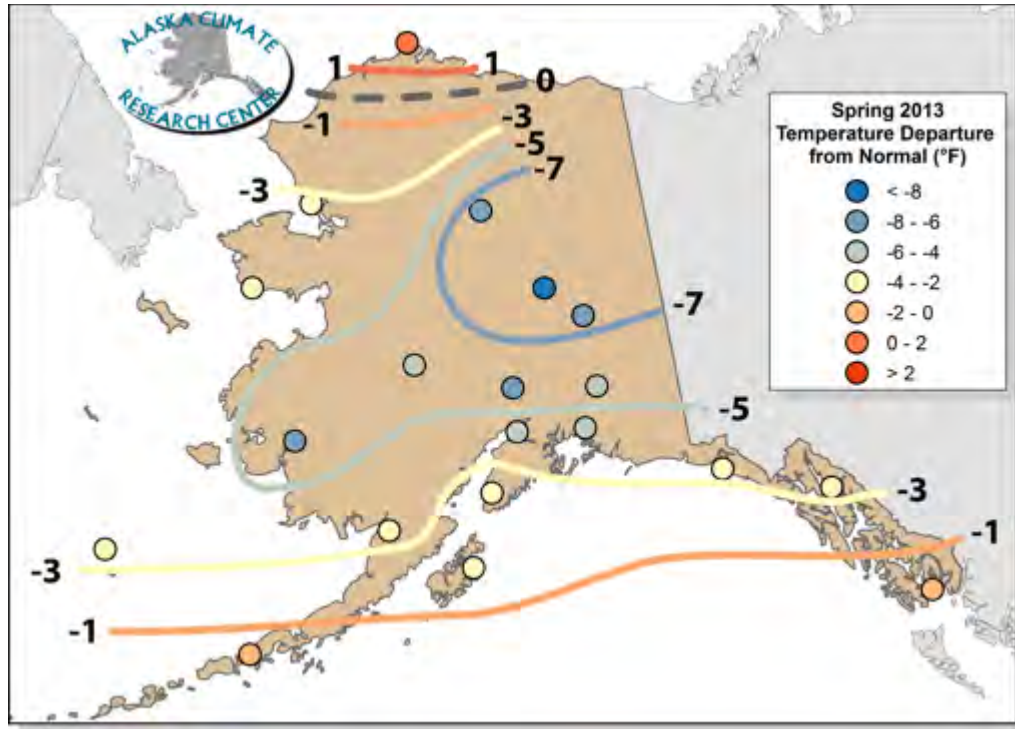 ALASKA CLIMATE
RESEARCH CENTER
1
1
0
-1
-3
-5
-7
-3
-7
-5
-3
-3
-1
-1
Spring 2013
Temperature Departure
from Normal (°F)
< -8
-8 - -6
-6 - -4
-4 - -2
-2 - 0
0 - 2
> 2